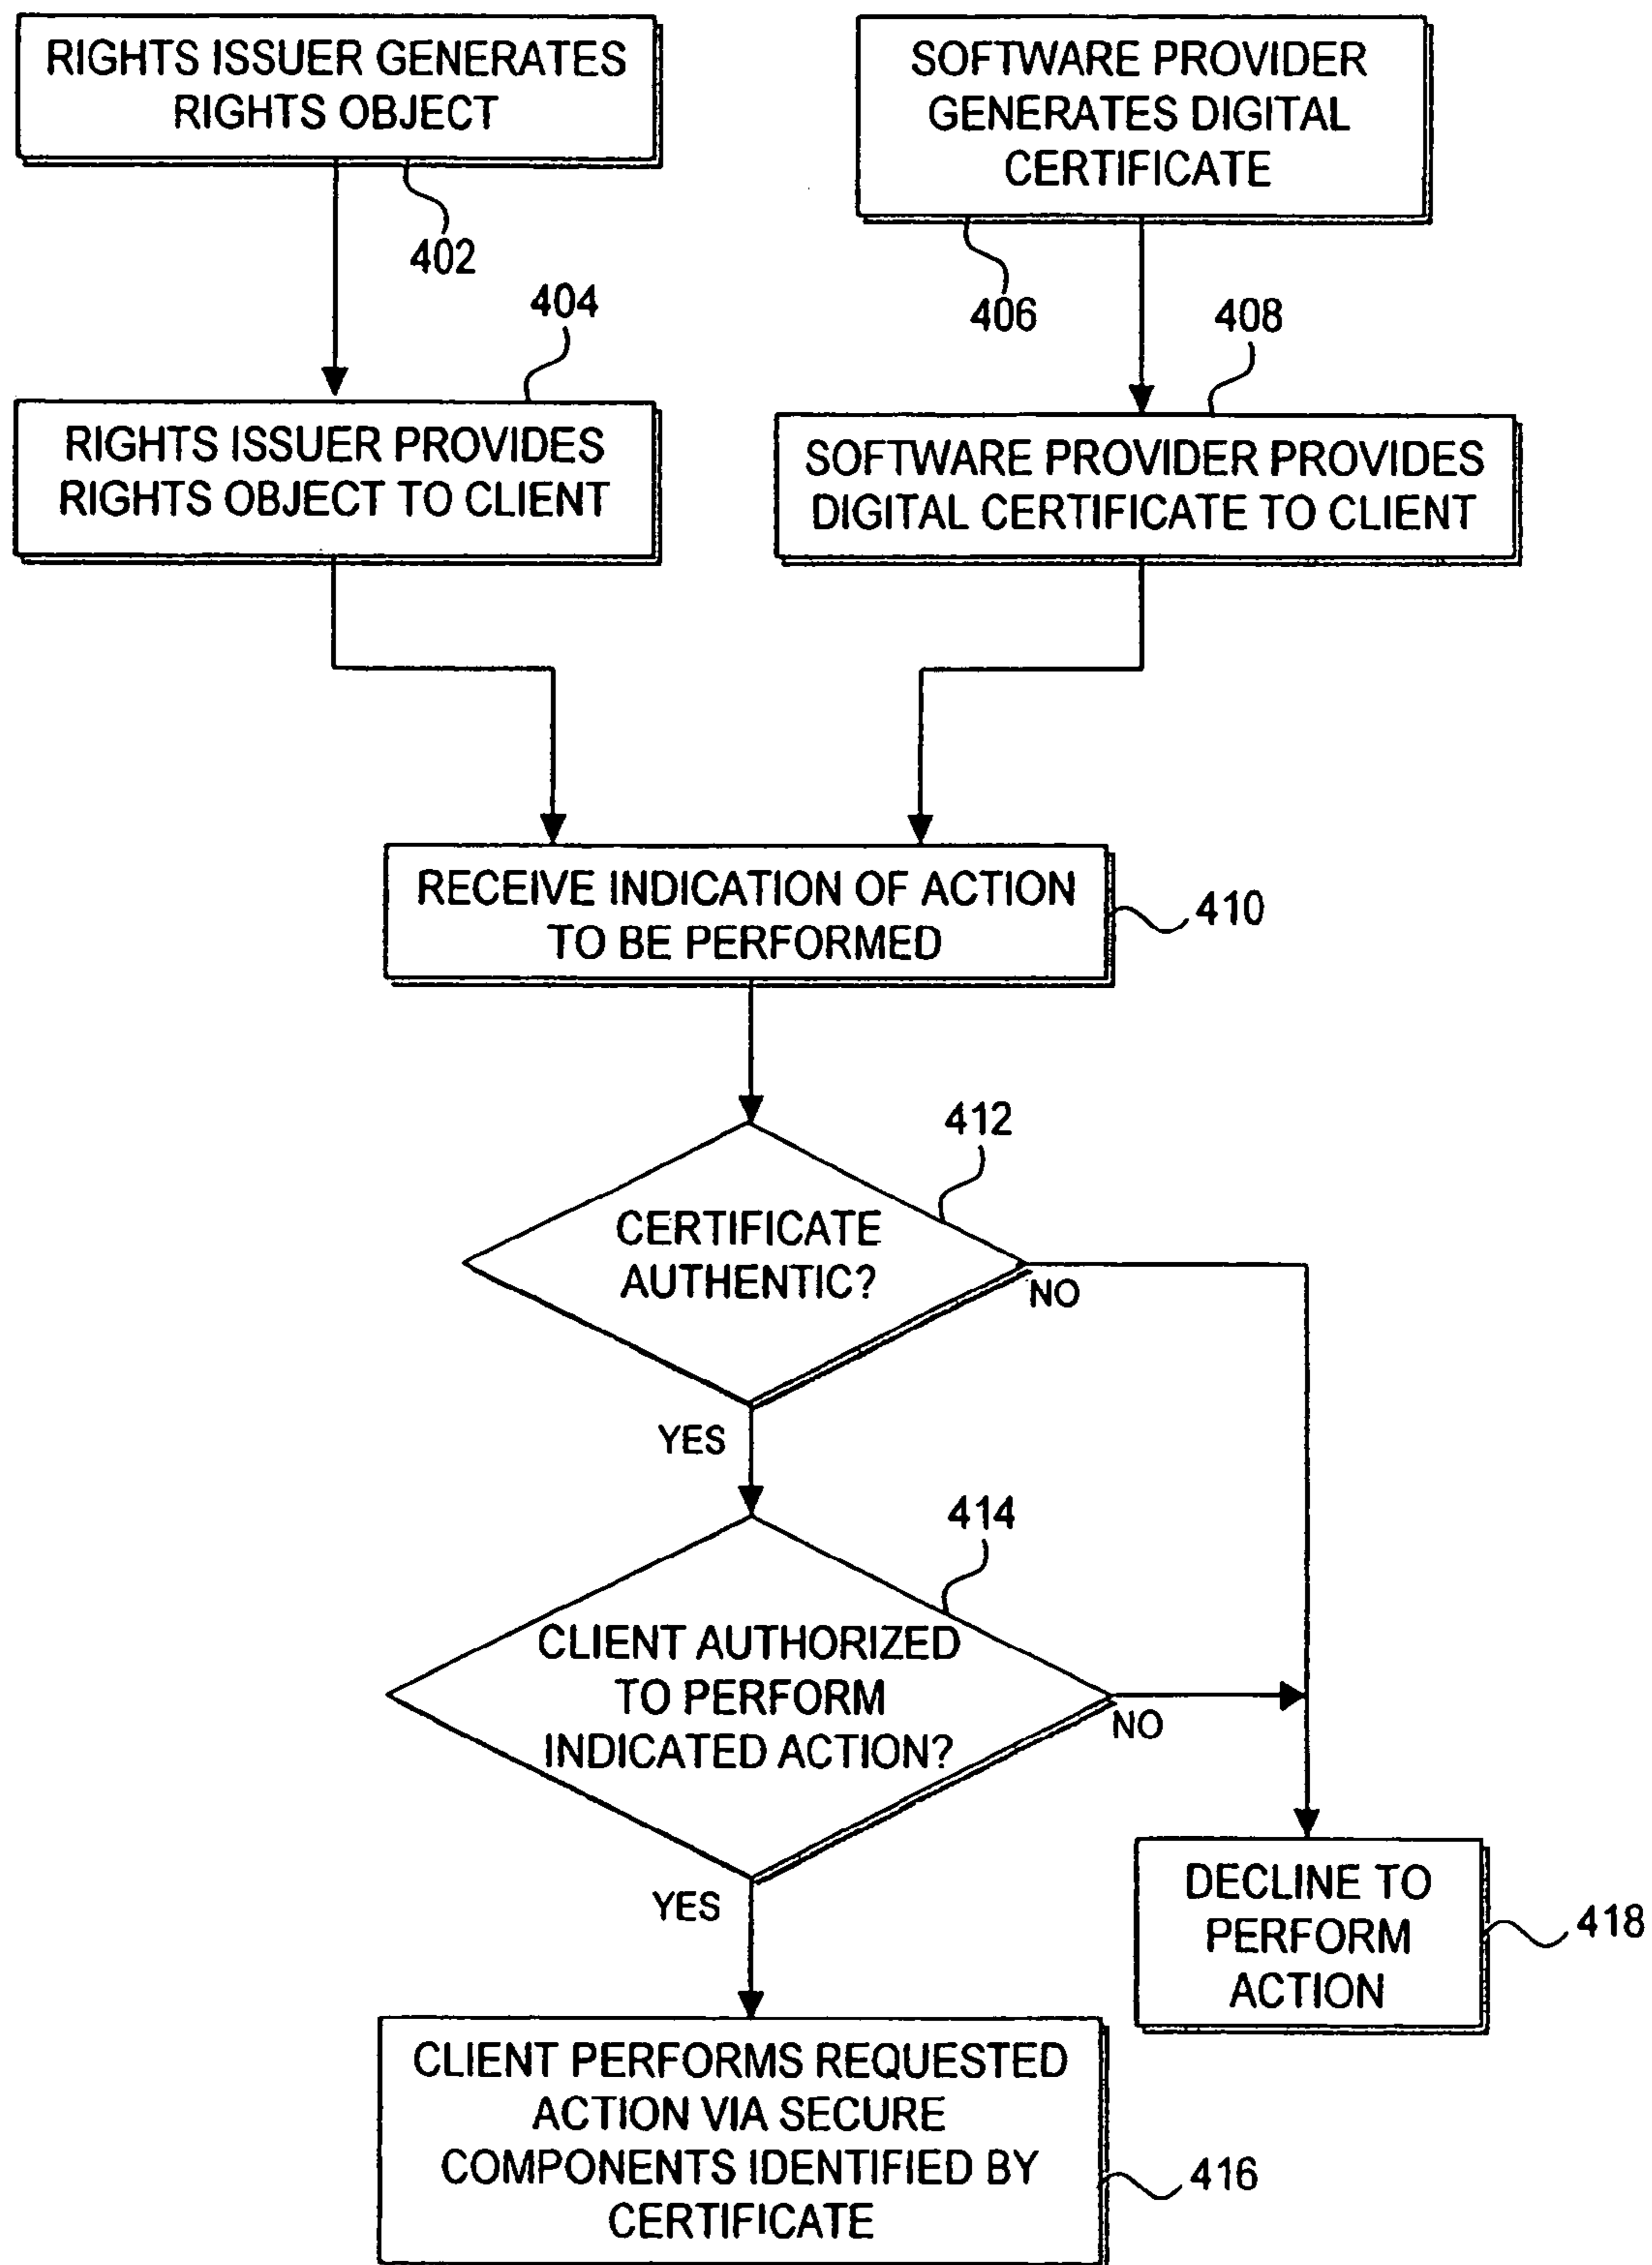 RIGHTS ISSUER GENERATES
RIGHTS OBJECT
402
SOFTWARE PROVIDER
GENERATES DIGITAL
CERTIFICATE
406
404
RIGHTS ISSUER PROVIDES
RIGHTS OBJECT TO CLIENT
408
SOFTWARE PROVIDER PROVIDES
DIGITAL CERTIFICATE TO CLIENT
RECEIVE INDICATION OF ACTION
TO BE PERFORMED
410
412
CERTIFICATE
AUTHENTIC?
NO
YES
414
CLIENT AUTHORIZED
TO PERFORM
INDICATED ACTION?
NO
YES
DECLINE TO
PERFORM
ACTION
418
CLIENT PERFORMS REQUESTED
ACTION VIA SECURE
COMPONENTS IDENTIFIED BY
CERTIFICATE
416